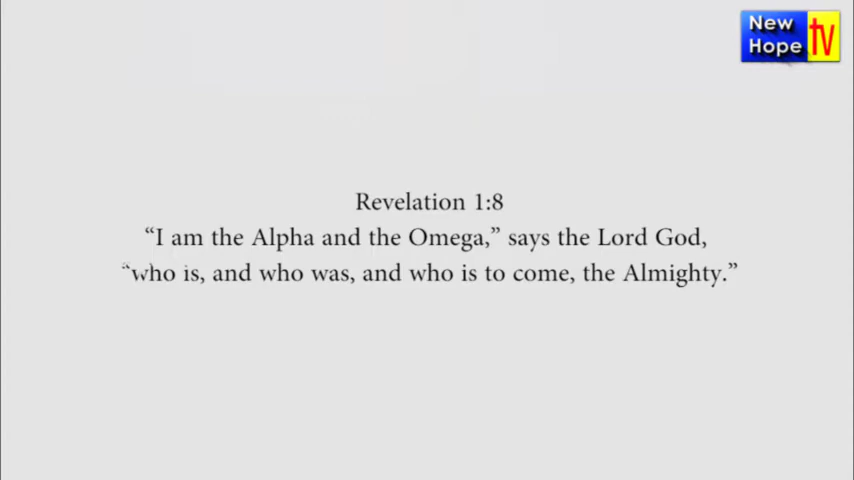 New
Hope TV
Revelation 1:8
“I am the Alpha and the Omega,” says the Lord God,
“who is, and who was, and who is to come, the Almighty.”